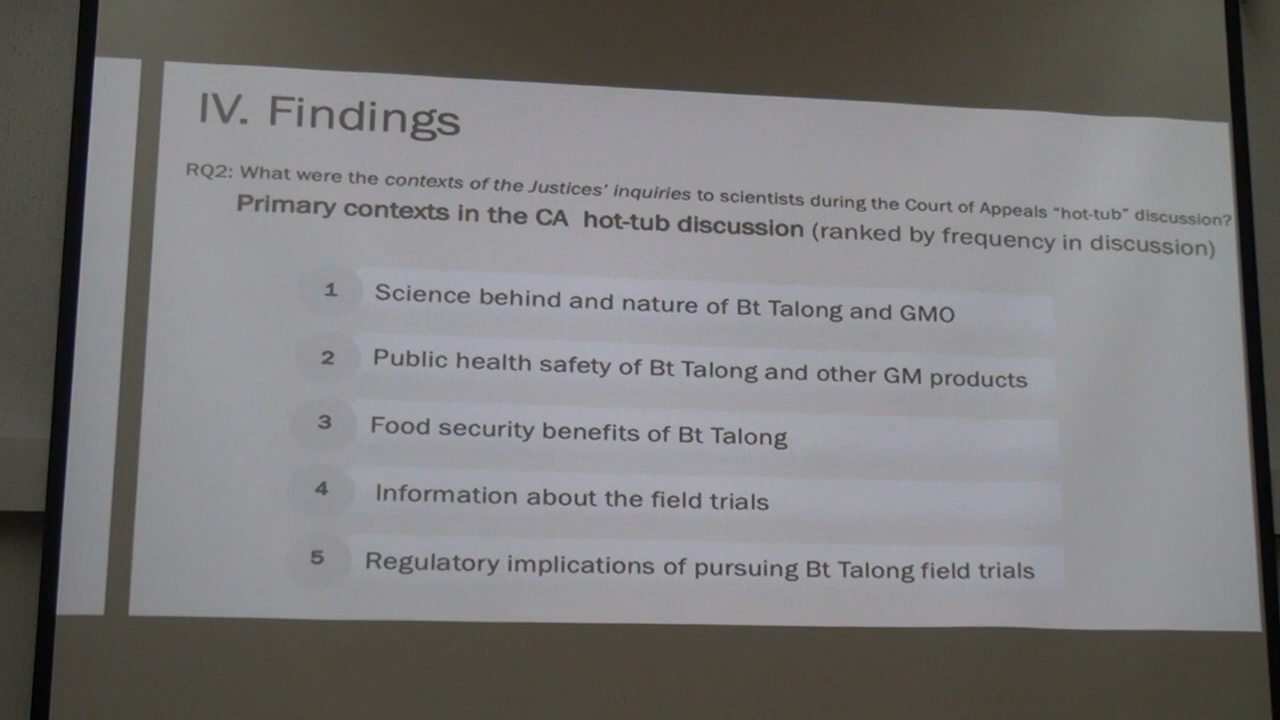 IV. Findings
RQ2: What were the contexts of the Justices' inquiries to scientists during the Court of Appeals "hot-tub" discussion?
Primary contexts in the CA hot-tub discussion (ranked by frequency in discussion)
1 Science behind and nature of Bt Talong and GMO
2 Public health safety of Bt Talong and other GM products
3 Food security benefits of Bt Talong
4 Information about the field trials
5 Regulatory implications of pursuing Bt Talong field trials